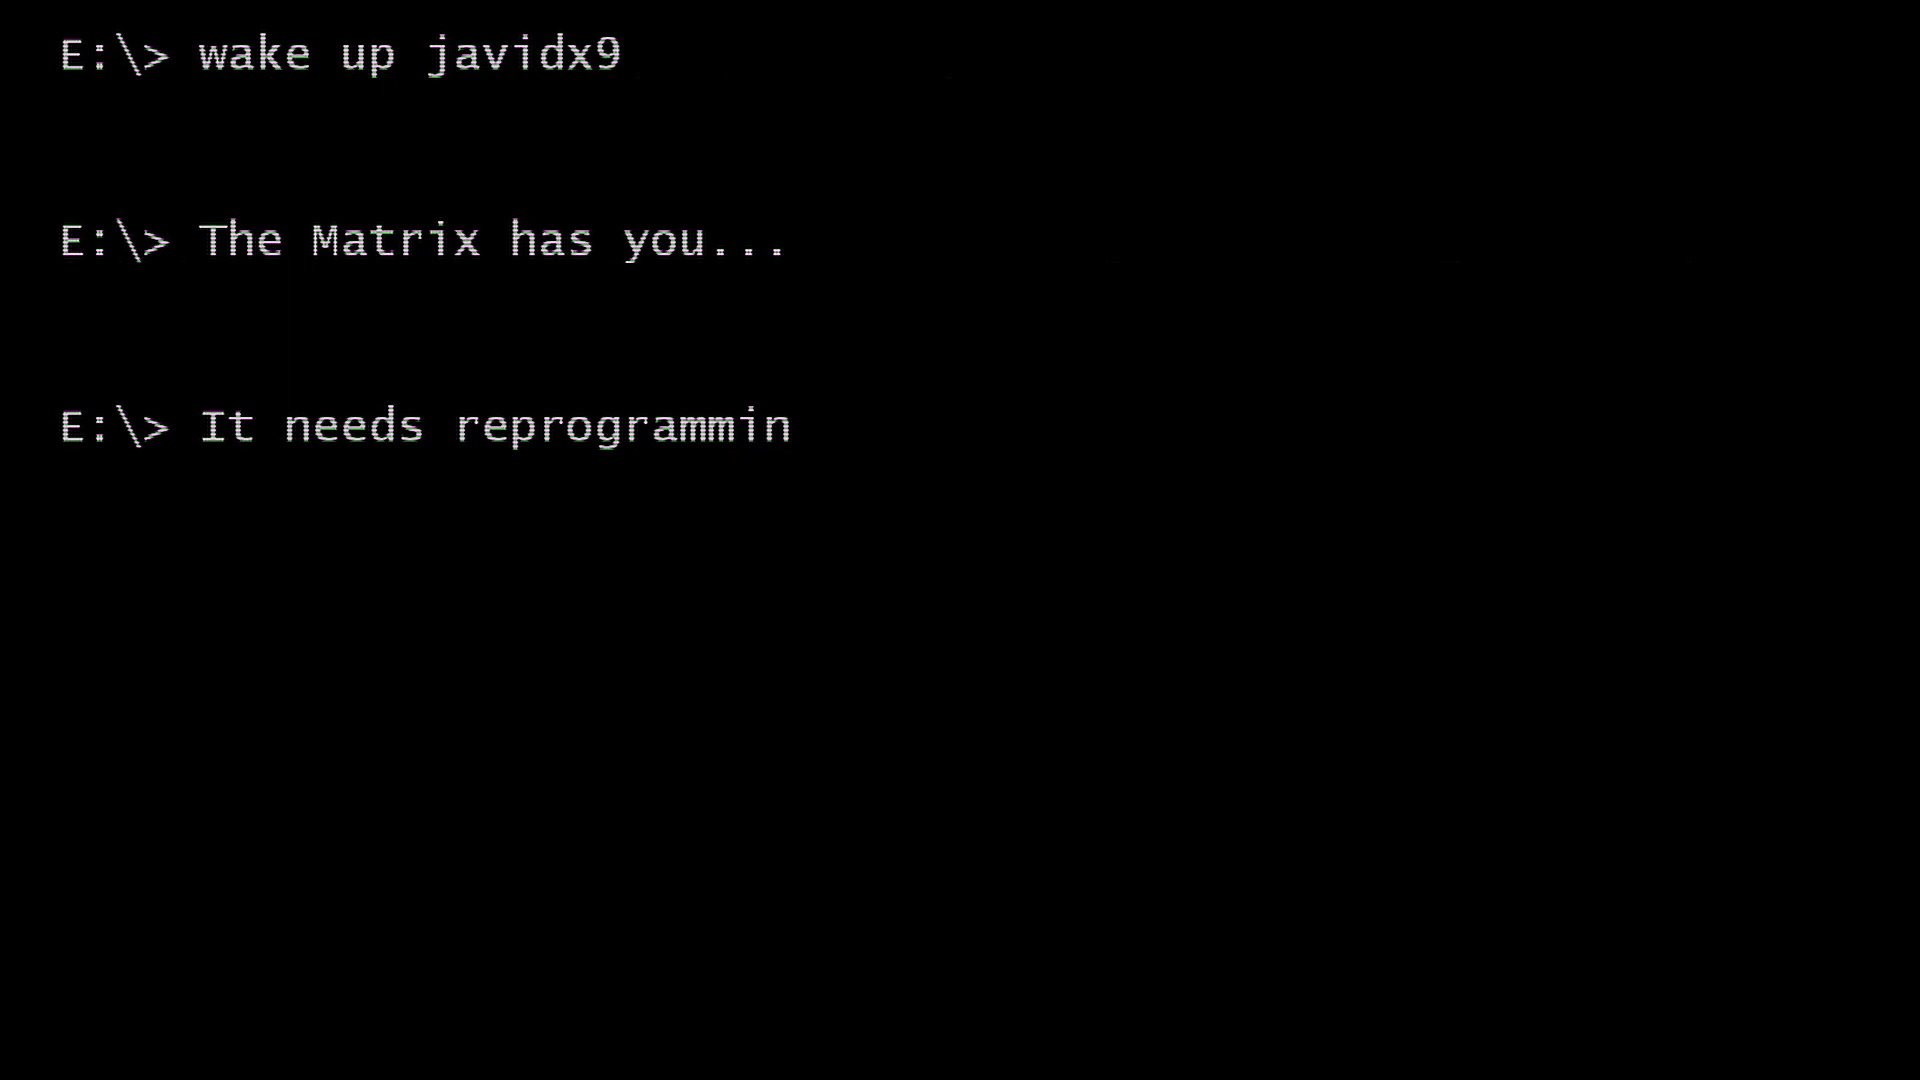 E:\> wake up javidx9
E:\> The Matrix has you...
E:\> It needs reprogrammin